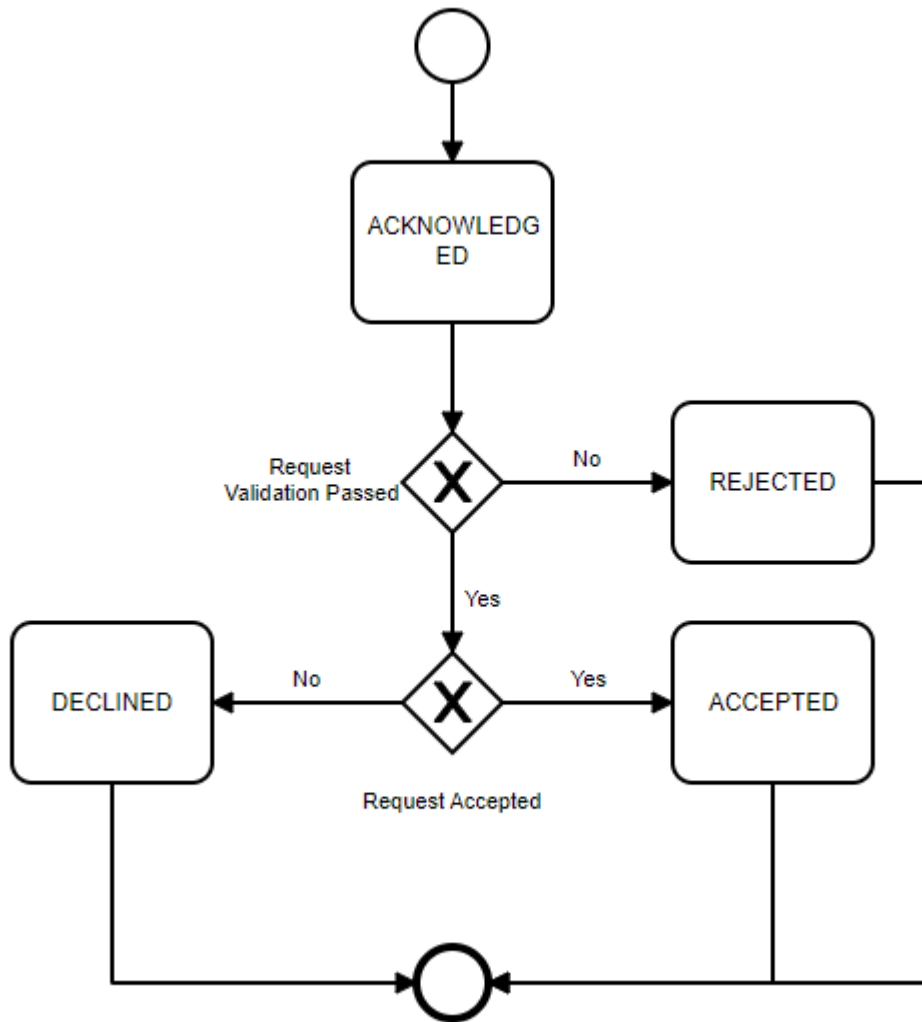 ACKNOWLEDG
ED
Request
Validation Passed
No
REJECTED
Yes
DECLINED
No
Yes
ACCEPTED
Request Accepted